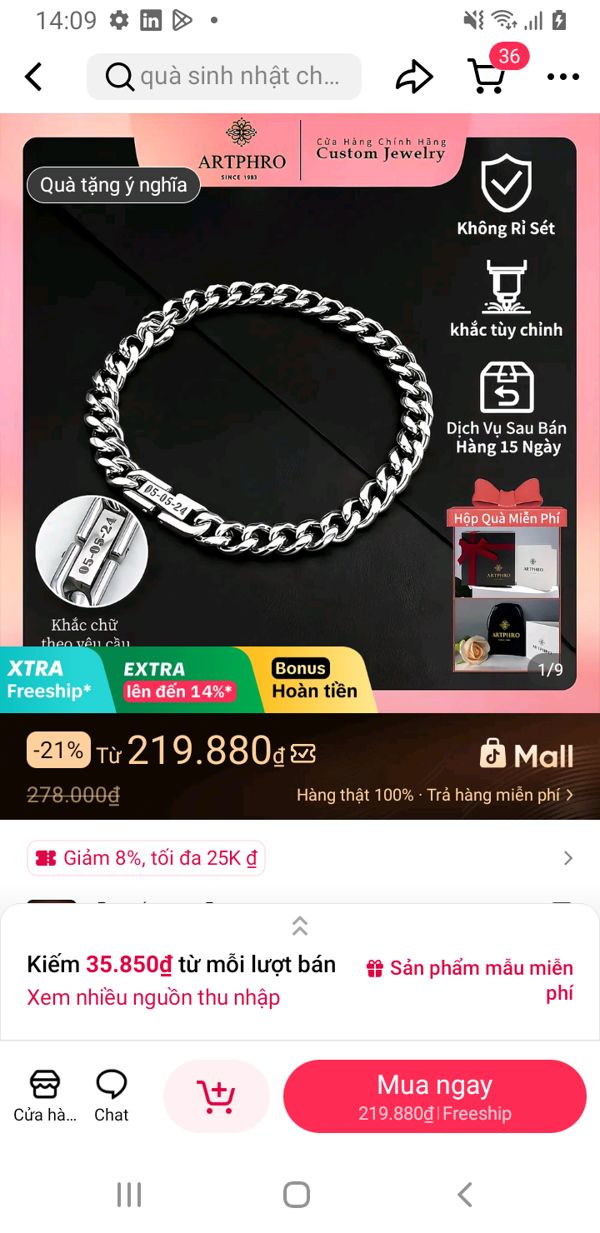 14:09
quà sinh nhật ch...
36
ARTPHRO
SINCE 1983
Cửa Hàng Chính Hãng
Custom Jewelry
Quà tặng ý nghĩa
Không Rỉ Sét
khắc tùy chỉnh
Dịch Vụ Sau Bán
Hàng 15 Ngày
05-05-24
05-05-24
Khắc chữ
theo yêu cầu
Hộp Quà Miễn Phí
ARTPHRO
ARTPHRO
1/9
XTRA
Freeship*
EXTRA
lên đến 14%*
Bonus
Hoàn tiền
-21% Từ 219.880đ
Mall
278.000₫
Hàng thật 100% · Trả hàng miễn phí
Giảm 8%, tối đa 25K ₫
Kiếm 35.850₫ từ mỗi lượt bán
Xem nhiều nguồn thu nhập
Sản phẩm mẫu miễn
phí
Cửa hà...
Chat
Mua ngay
219.880₫ | Freeship